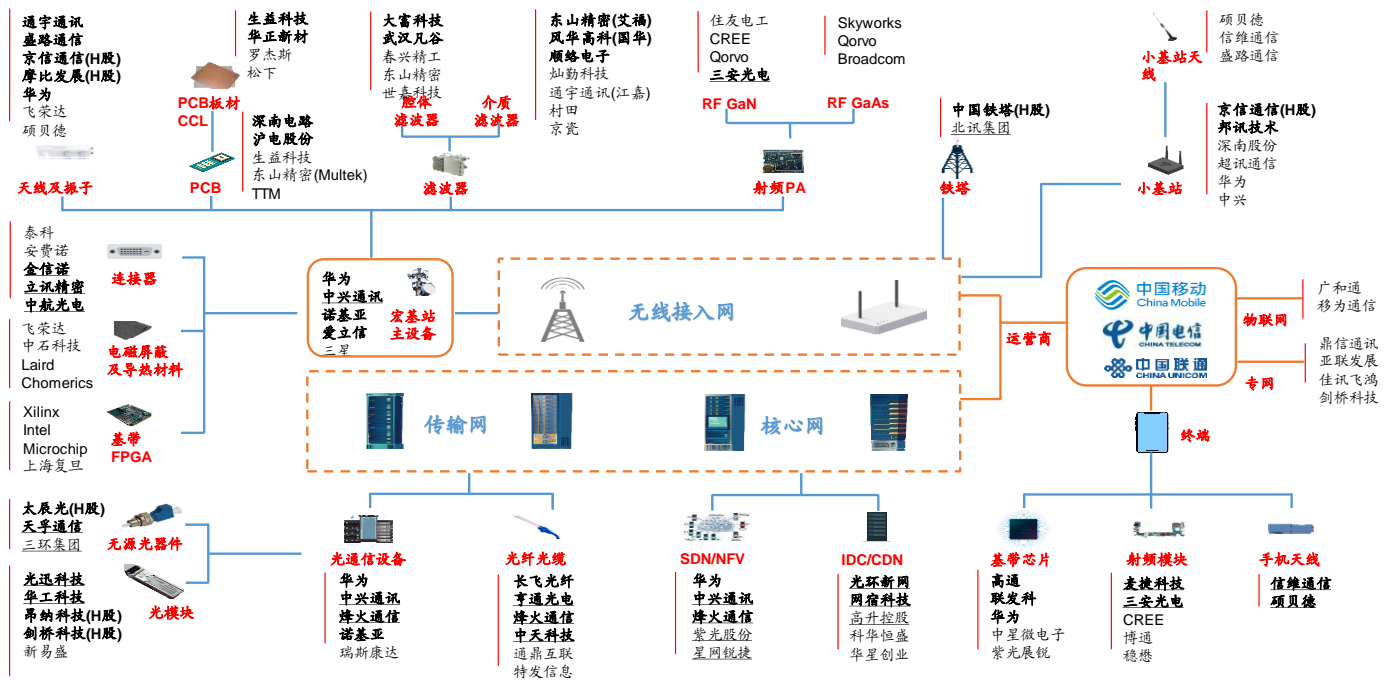 通宇通讯
盛路通信
京信通信(H股)
摩比发展(H股)
华为
飞荣达
硕贝德
天线及振子
生益科技
华正新材
罗杰斯
松下
PCB板材
CCL
深南电路
沪电股份
生益科技
东山精密(Multek)
TTM
PCB
大富科技
武汉凡谷
春兴精工
东山精密
世嘉科技
腔体
滤波器
介质
滤波器
滤波器
东山精密(艾福)
风华高科(国华)
顺络电子
灿勤科技
通宇通讯(江嘉)
村田
京瓷
住友电工
CREE
Qorvo
三安光电
RF GaN
Skyworks
Qorvo
Broadcom
RF GaAs
射频PA
中国铁塔(H股)
北讯集团
铁塔
小基站天
线
硕贝德
信维通信
盛路通信
京信通信(H股)
邦讯技术
深南股份
超讯通信
华为
中兴
小基站
泰科
安费诺
金信诺
立讯精密
中航光电
连接器
飞荣达
中石科技
Laird
Chomerics
电磁屏蔽
及导热材料
Xilinx
Intel
Microchip
上海复旦
基带
FPGA
华为
中兴通讯
诺基亚
爱立信
三星
宏基站
主设备
无线接入网
运营商
中国移动
China Mobile
中国电信
CHINA TELECOM
中国联通
CHINA UNICOM
物联网
广和通
移为通信
专网
鼎信通讯
亚联发展
佳讯飞鸿
剑桥科技
传输网
核心网
终端
太辰光(H股)
天孚通信
三环集团
无源光器件
光迅科技
华工科技
昂纳科技(H股)
剑桥科技(H股)
新易盛
光模块
光通信设备
华为
中兴通讯
烽火通信
诺基亚
瑞斯康达
光纤光缆
长飞光纤
亨通光电
烽火通信
中天科技
通鼎互联
特发信息
SDN/NFV
华为
中兴通讯
烽火通信
紫光股份
星网锐捷
IDC/CDN
光环新网
网宿科技
高升控股
科华恒盛
华星创业
基带芯片
高通
联发科
华为
中星微电子
紫光展锐
射频模块
麦捷科技
三安光电
CREE
博通
稳懋
手机天线
信维通信
硕贝德